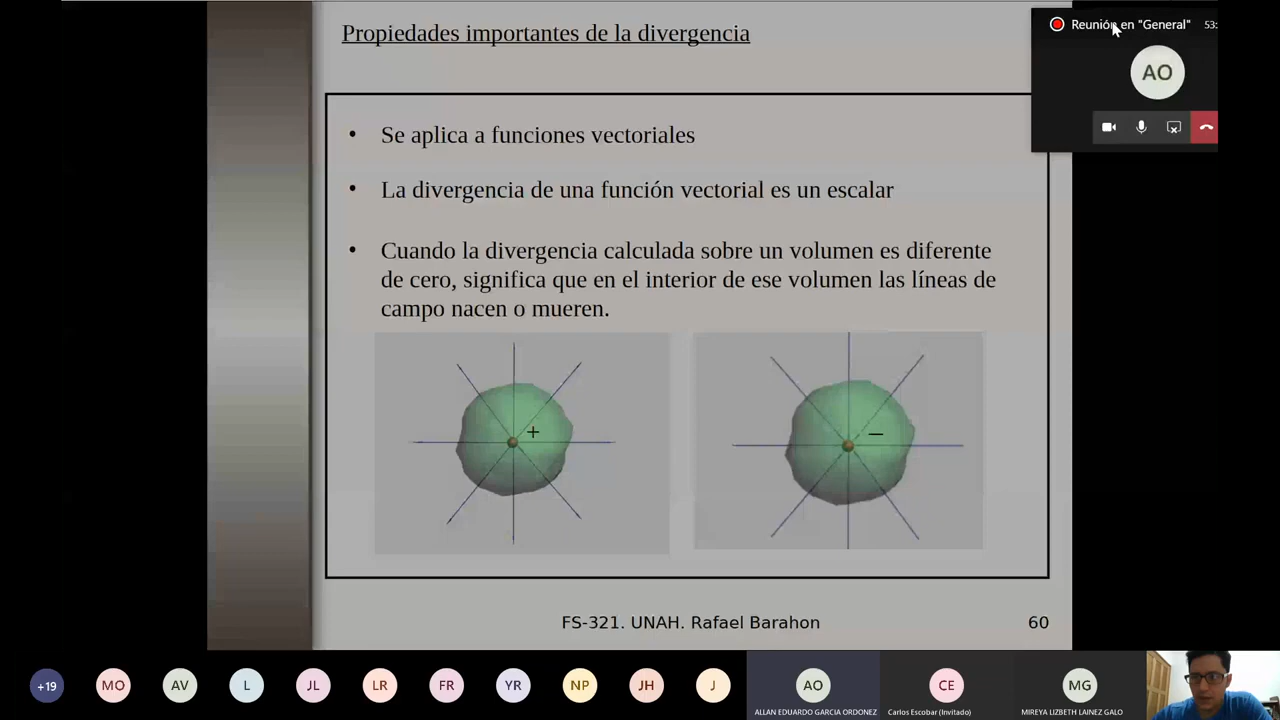 Propiedades importantes de la divergencia
Reunión en "General"
53:
AO
• Se aplica a funciones vectoriales
• La divergencia de una función vectorial es un escalar
• Cuando la divergencia calculada sobre un volumen es diferente
de cero, significa que en el interior de ese volumen las líneas de
campo nacen o mueren.
+
−
FS-321. UNAH. Rafael Barahon
60
+19
MO
AV
L
JL
LR
FR
YR
NP
JH
J
AO
CE
MG
ALLAN EDUARDO GARCIA ORDONEZ
Carlos Escobar (Invitado)
MIREYA LIZBETH LAINEZ GALO